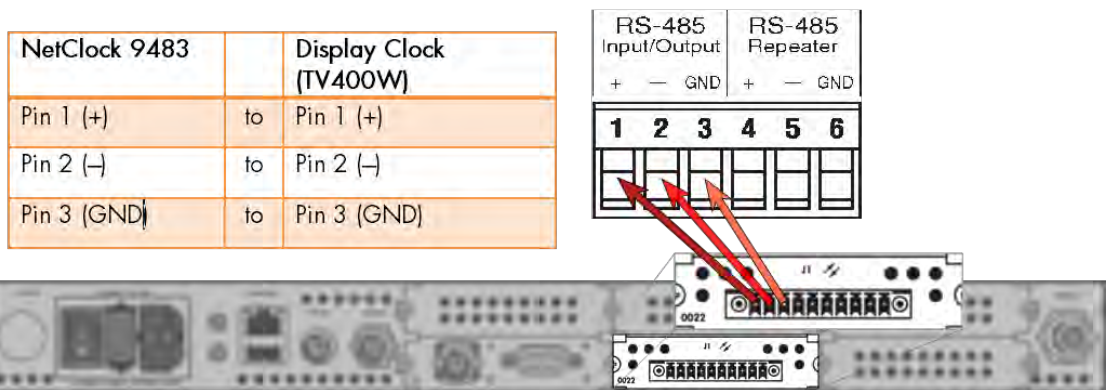 NetClock 9483 Display Clock
(TV400W)
Pin 1 (+) to Pin 1 (+)
Pin 2 (–) to Pin 2 (–)
Pin 3 (GND) to Pin 3 (GND)
RS-485 RS-485
Input/Output Repeater
+ — GND + — GND
1 2 3 4 5 6
J1
0022
J1
0022